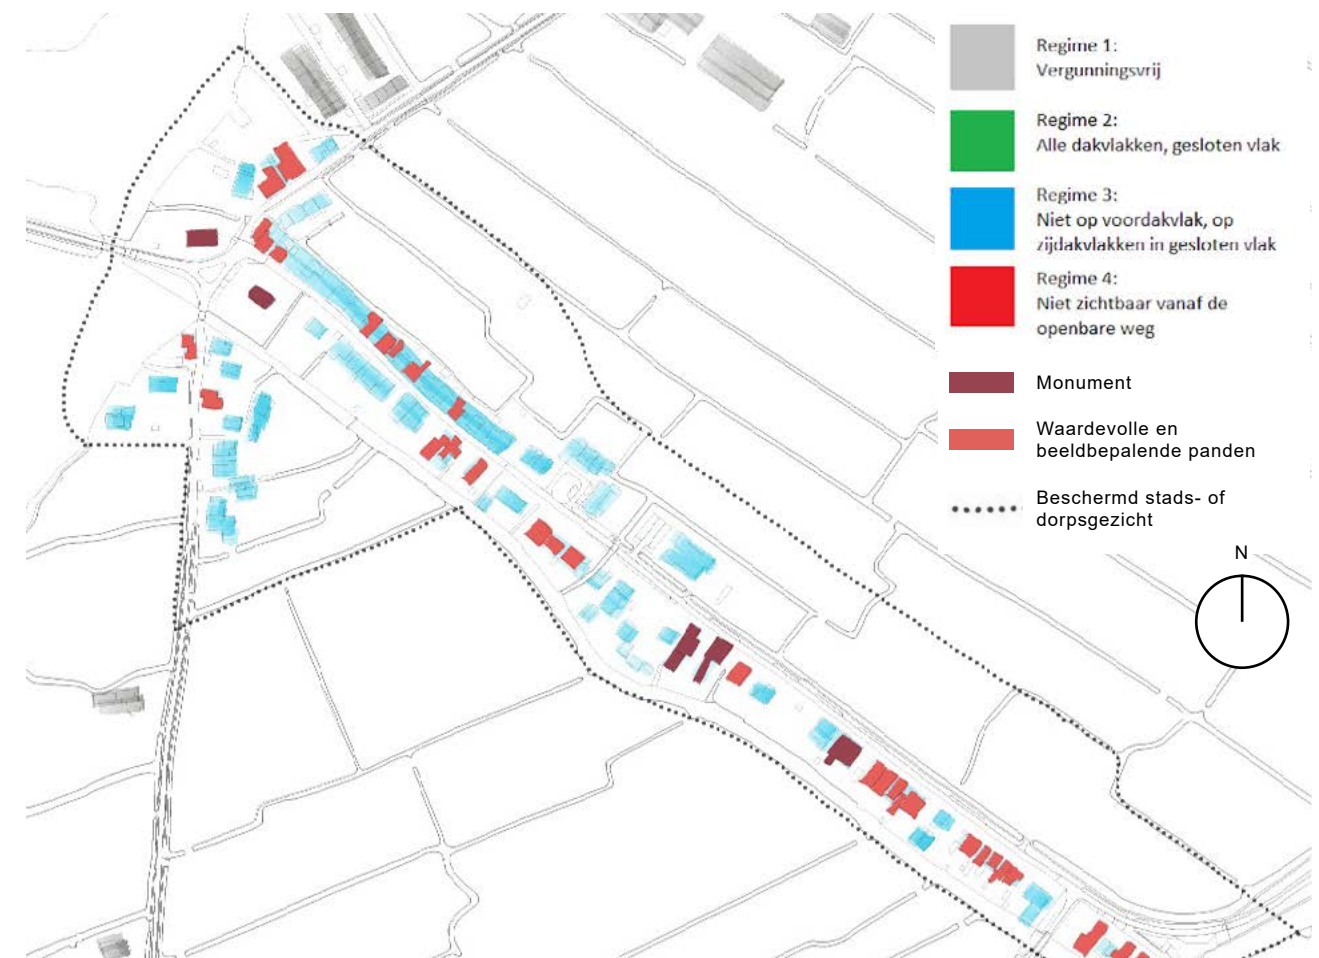 Regime 1:
Vergunningsvrij
Regime 2:
Alle dakvlakken, gesloten vlak
Regime 3:
Niet op voordakvlak, op
zijdakvlakken in gesloten vlak
Regime 4:
Niet zichtbaar vanaf de
openbare weg
Monument
Waardevolle en
beeldbepalende panden
Beschermd stads- of
dorpsgezicht
N